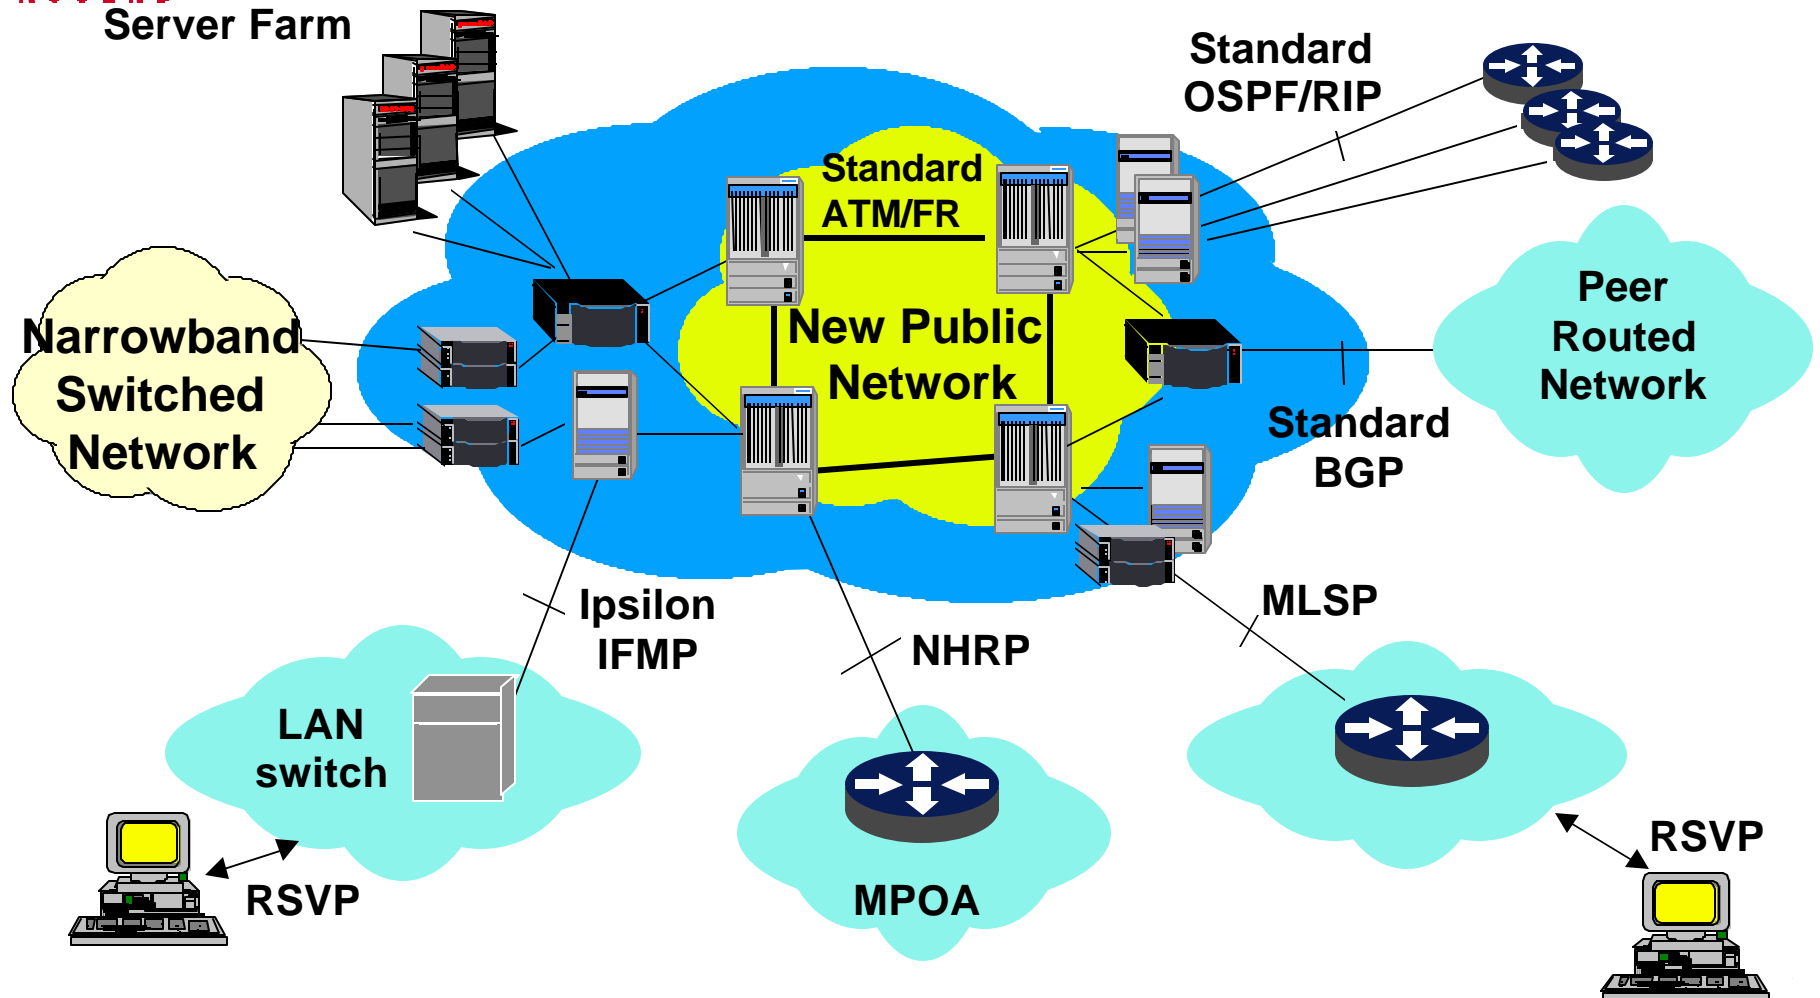 Server Farm
Standard
OSPF/RIP
Standard
ATM/FR
Peer
Routed
Network
New Public
Network
Narrowband
Switched
Network
Standard
BGP
Ipsilon
IFMP
NHRP
MLSP
LAN
switch
RSVP
MPOA
RSVP